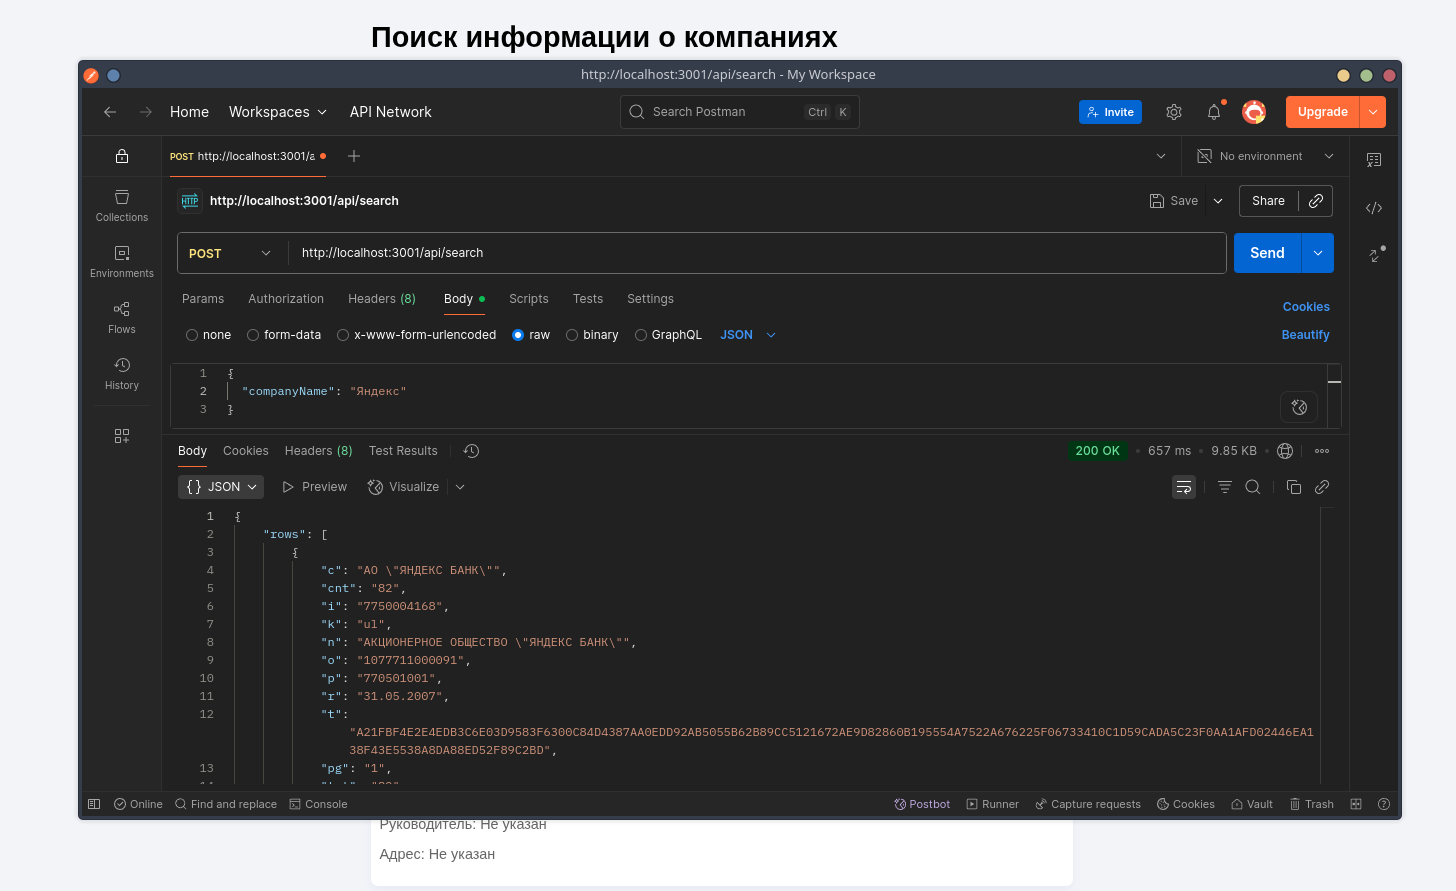 Поиск информации о компаниях
http://localhost:3001/api/search - My Workspace
Home Workspaces API Network Search Postman Ctrl K Invite Upgrade
POST http://localhost:3001/a No environment
HTTP http://localhost:3001/api/search Save Share
Collections
POST http://localhost:3001/api/search Send
Environments
Params Authorization Headers (8) Body Scripts Tests Settings Cookies
Flows
none form-data x-www-form-urlencoded raw binary GraphQL JSON Beautify
History
1 {
2 "companyName": "Яндекс"
3 }
Body Cookies Headers (8) Test Results 200 OK • 657 ms • 9.85 KB •
{ } JSON Preview Visualize
1 {
2 "rows": [
3 {
4 "c": "АО \"ЯНДЕКС БАНК\"",
5 "cnt": "82",
6 "i": "7750004168",
7 "k": "ul",
8 "n": "АКЦИОНЕРНОЕ ОБЩЕСТВО \"ЯНДЕКС БАНК\"",
9 "o": "1077711000091",
10 "p": "770501001",
11 "r": "31.05.2007",
12 "t":
"A21FBF4E2E4EDB3C6E03D9583F6300C84D4387AA0EDD92AB5055B62B89CC5121672AE9D82860B195554A7522A676225F06733410C1D59CADA5C23F0AA1AFD02446EA1
38F43E5538A8DA88ED52F89C2BD",
13 "pg": "1",
Online Find and replace Console Postbot Runner Capture requests Cookies Vault Trash
Руководитель: Не указан
Адрес: Не указан